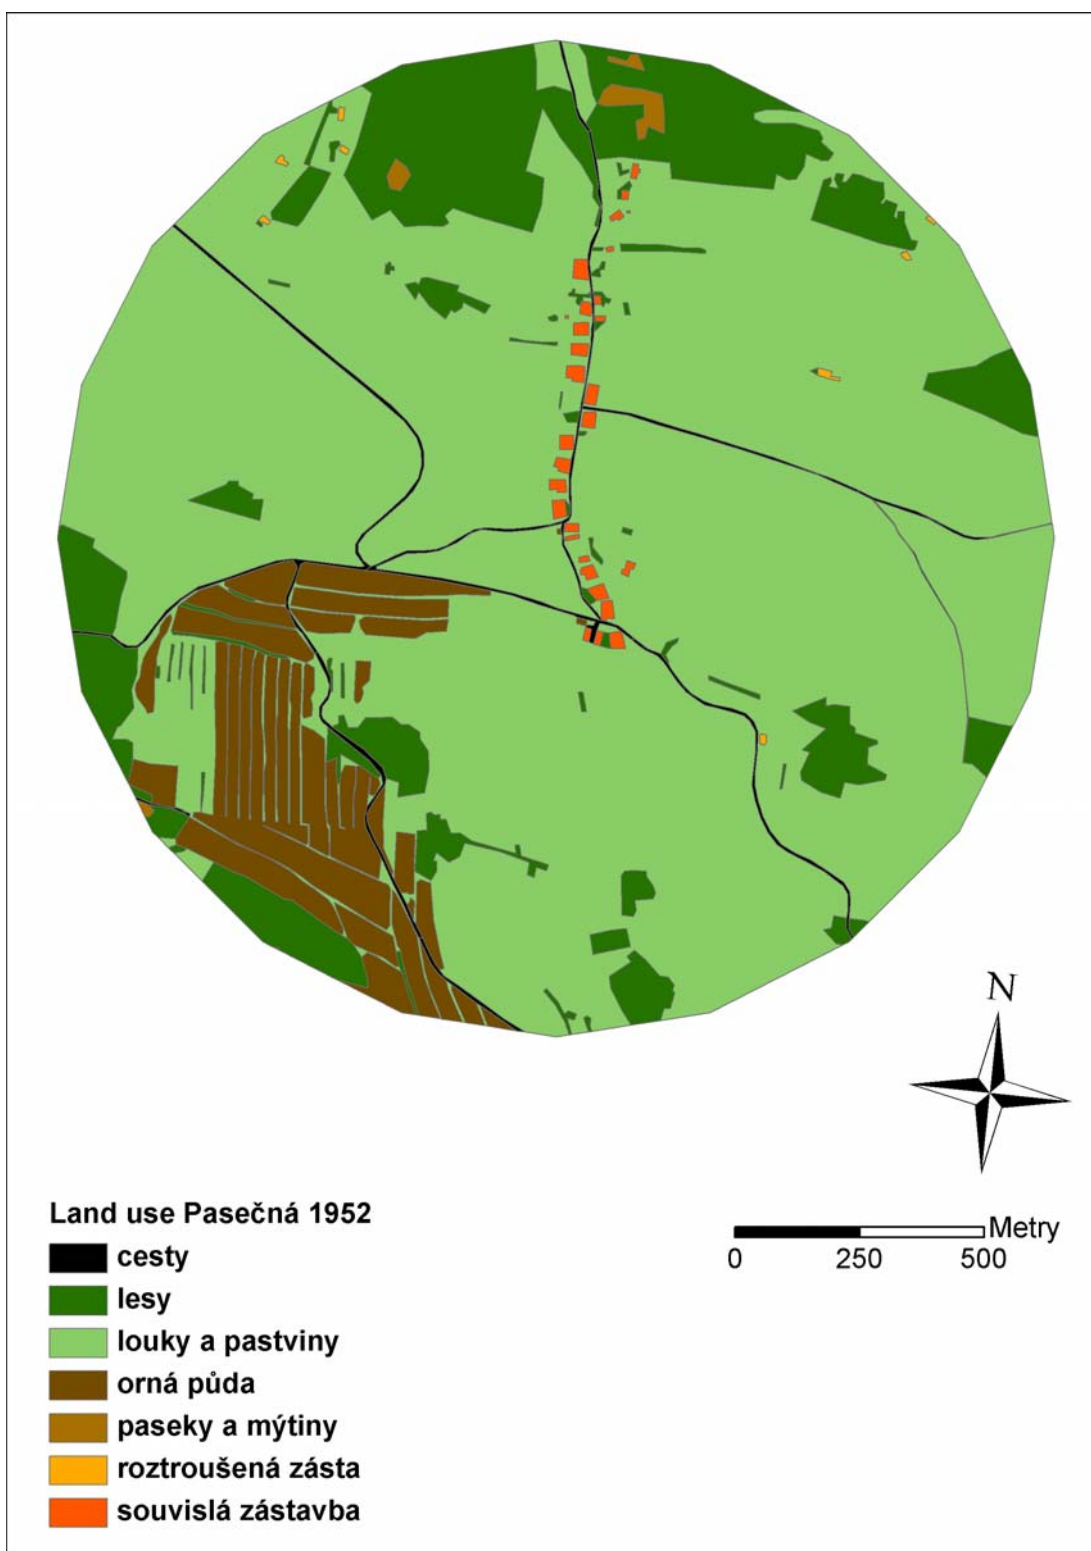 N
Land use Pasečná 1952
cesty
lesy
louky a pastviny
orná půda
paseky a mýtiny
roztroušená zásta
souvislá zástavba
Metry
0 250 500